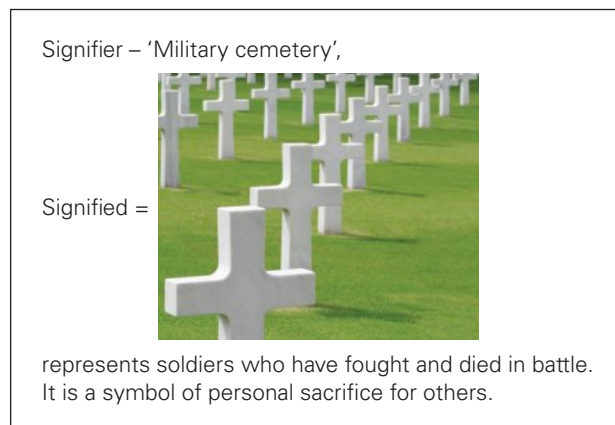 Signifier – ‘Military cemetery’,
Signified =
represents soldiers who have fought and died in battle.
It is a symbol of personal sacrifice for others.